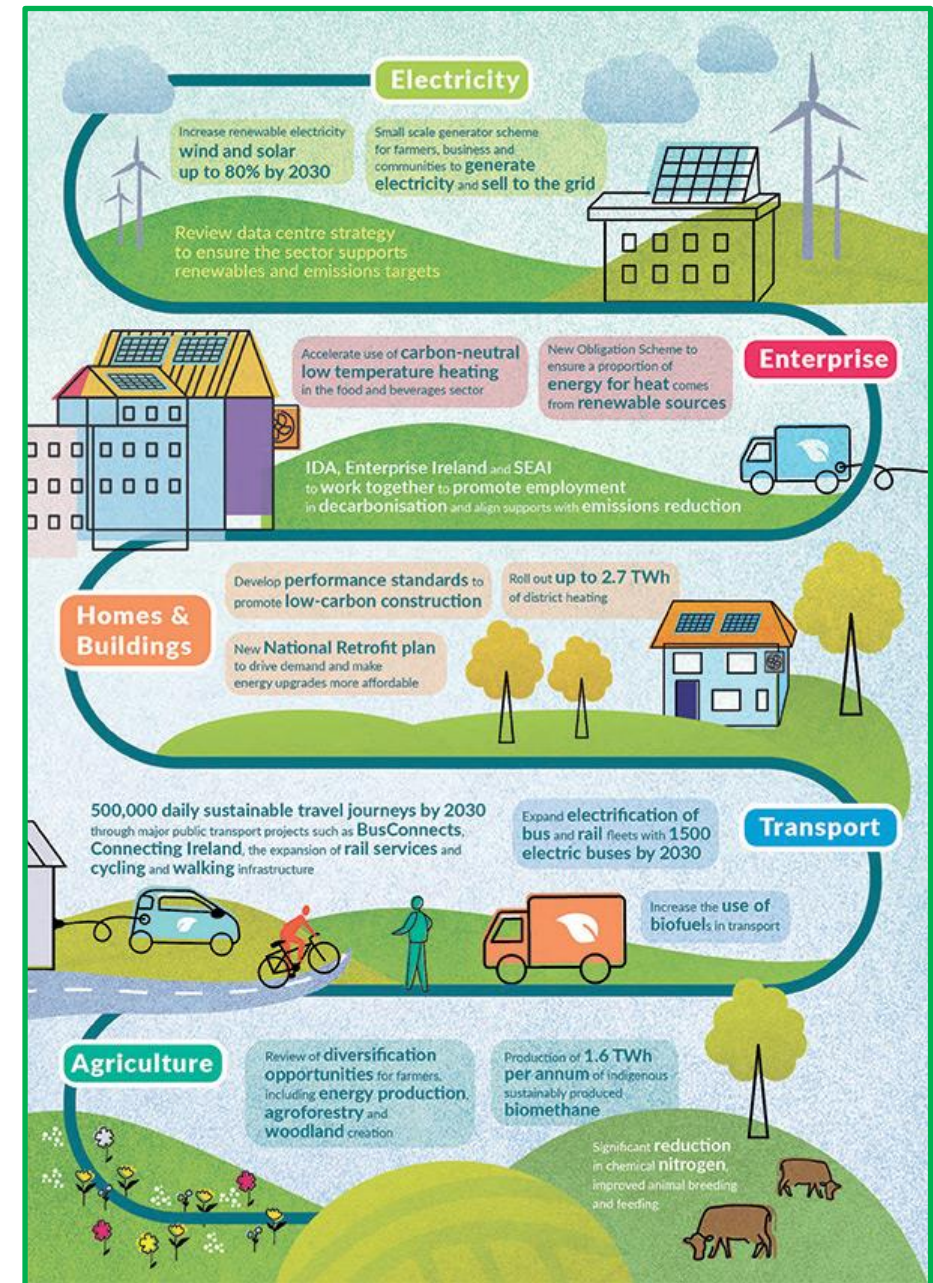 Electricity
Increase renewable electricity
wind and solar
up to 80% by 2030
Small scale generator scheme
for farmers, business and
communities to generate
electricity and sell to the grid
Review data centre strategy
to ensure the sector supports
renewables and emissions targets
Enterprise
Accelerate use of carbon-neutral
low temperature heating
in the food and beverages sector
New Obligation Scheme to
ensure a proportion of
energy for heat comes
from renewable sources
IDA, Enterprise Ireland and SEAI
to work together to promote employment
in decarbonisation and align supports with emissions reduction
Homes &
Buildings
Develop performance standards to
promote low-carbon construction
Roll out up to 2.7 TWh
of district heating
New National Retrofit plan
to drive demand and make
energy upgrades more affordable
Transport
500,000 daily sustainable travel journeys by 2030
through major public transport projects such as BusConnects,
Connecting Ireland, the expansion of rail services and
cycling and walking infrastructure
Expand electrification of
bus and rail fleets with 1500
electric buses by 2030
Increase the use of
biofuels in transport
Agriculture
Review of diversification
opportunities for farmers,
including energy production,
agroforestry and
woodland creation
Production of 1.6 TWh
per annum of indigenous
sustainably produced
biomethane
Significant reduction
in chemical nitrogen,
improved animal breeding
and feeding